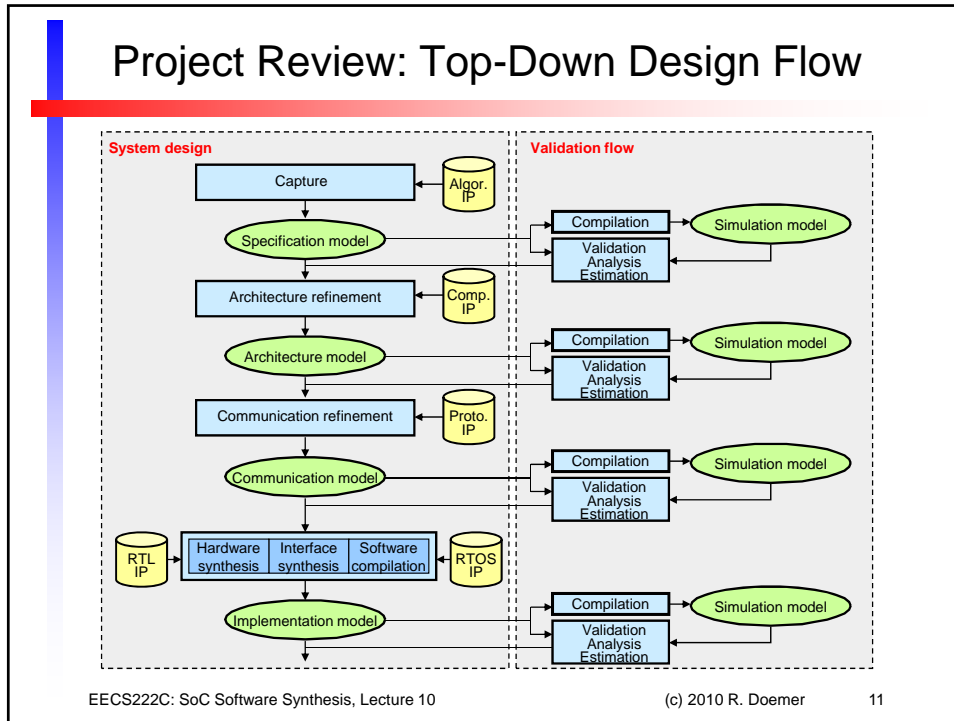 Project Review: Top-Down Design Flow
System design
Validation flow
Capture
Algor.
IP
Specification model
Compilation
Simulation model
Validation
Analysis
Estimation
Architecture refinement
Comp.
IP
Architecture model
Compilation
Simulation model
Validation
Analysis
Estimation
Communication refinement
Proto.
IP
Communication model
Compilation
Simulation model
Validation
Analysis
Estimation
RTL
IP
Hardware
synthesis
Interface
synthesis
Software
compilation
RTOS
IP
Implementation model
Compilation
Simulation model
Validation
Analysis
Estimation
EECS222C: SoC Software Synthesis, Lecture 10
(c) 2010 R. Doemer
11